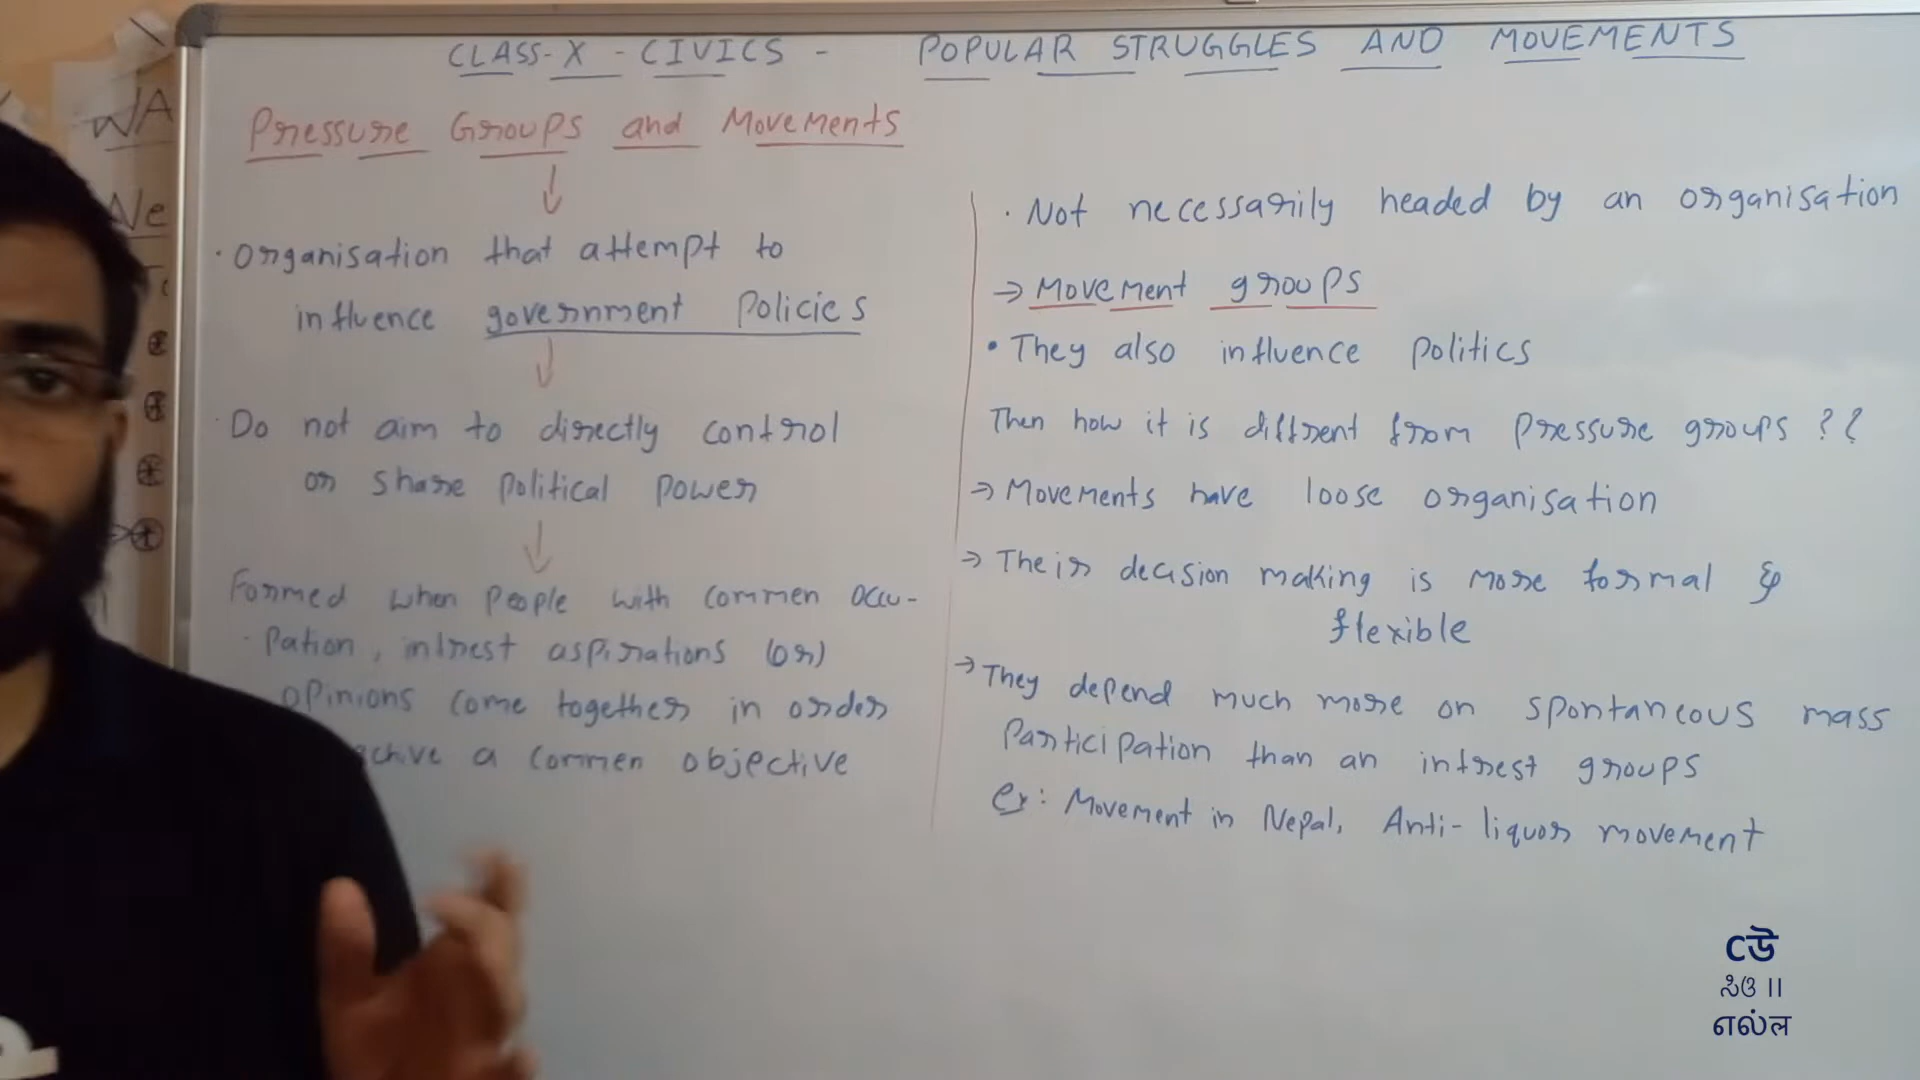 CLASS-X - CIVICS - POPULAR STRUGGLES AND MOVEMENTS
Pressure Groups and Movements
• Organisation that attempt to
influence government policies
• Do not aim to directly control
or share political power
Formed when people with commen occu-
pation, intrest aspirations (or)
opinions come together in order
a commen objective
• Not necessarily headed by an organisation
→ Movement groups
• They also influence politics
Then how it is diffrent from pressure groups ??
→ Movements have loose organisation
→ Their decision making is more formal &
flexible
→ They depend much more on spontaneous mass
participation than an intrest groups
Ex: Movement in Nepal, Anti-liquor movement
WA
Ne